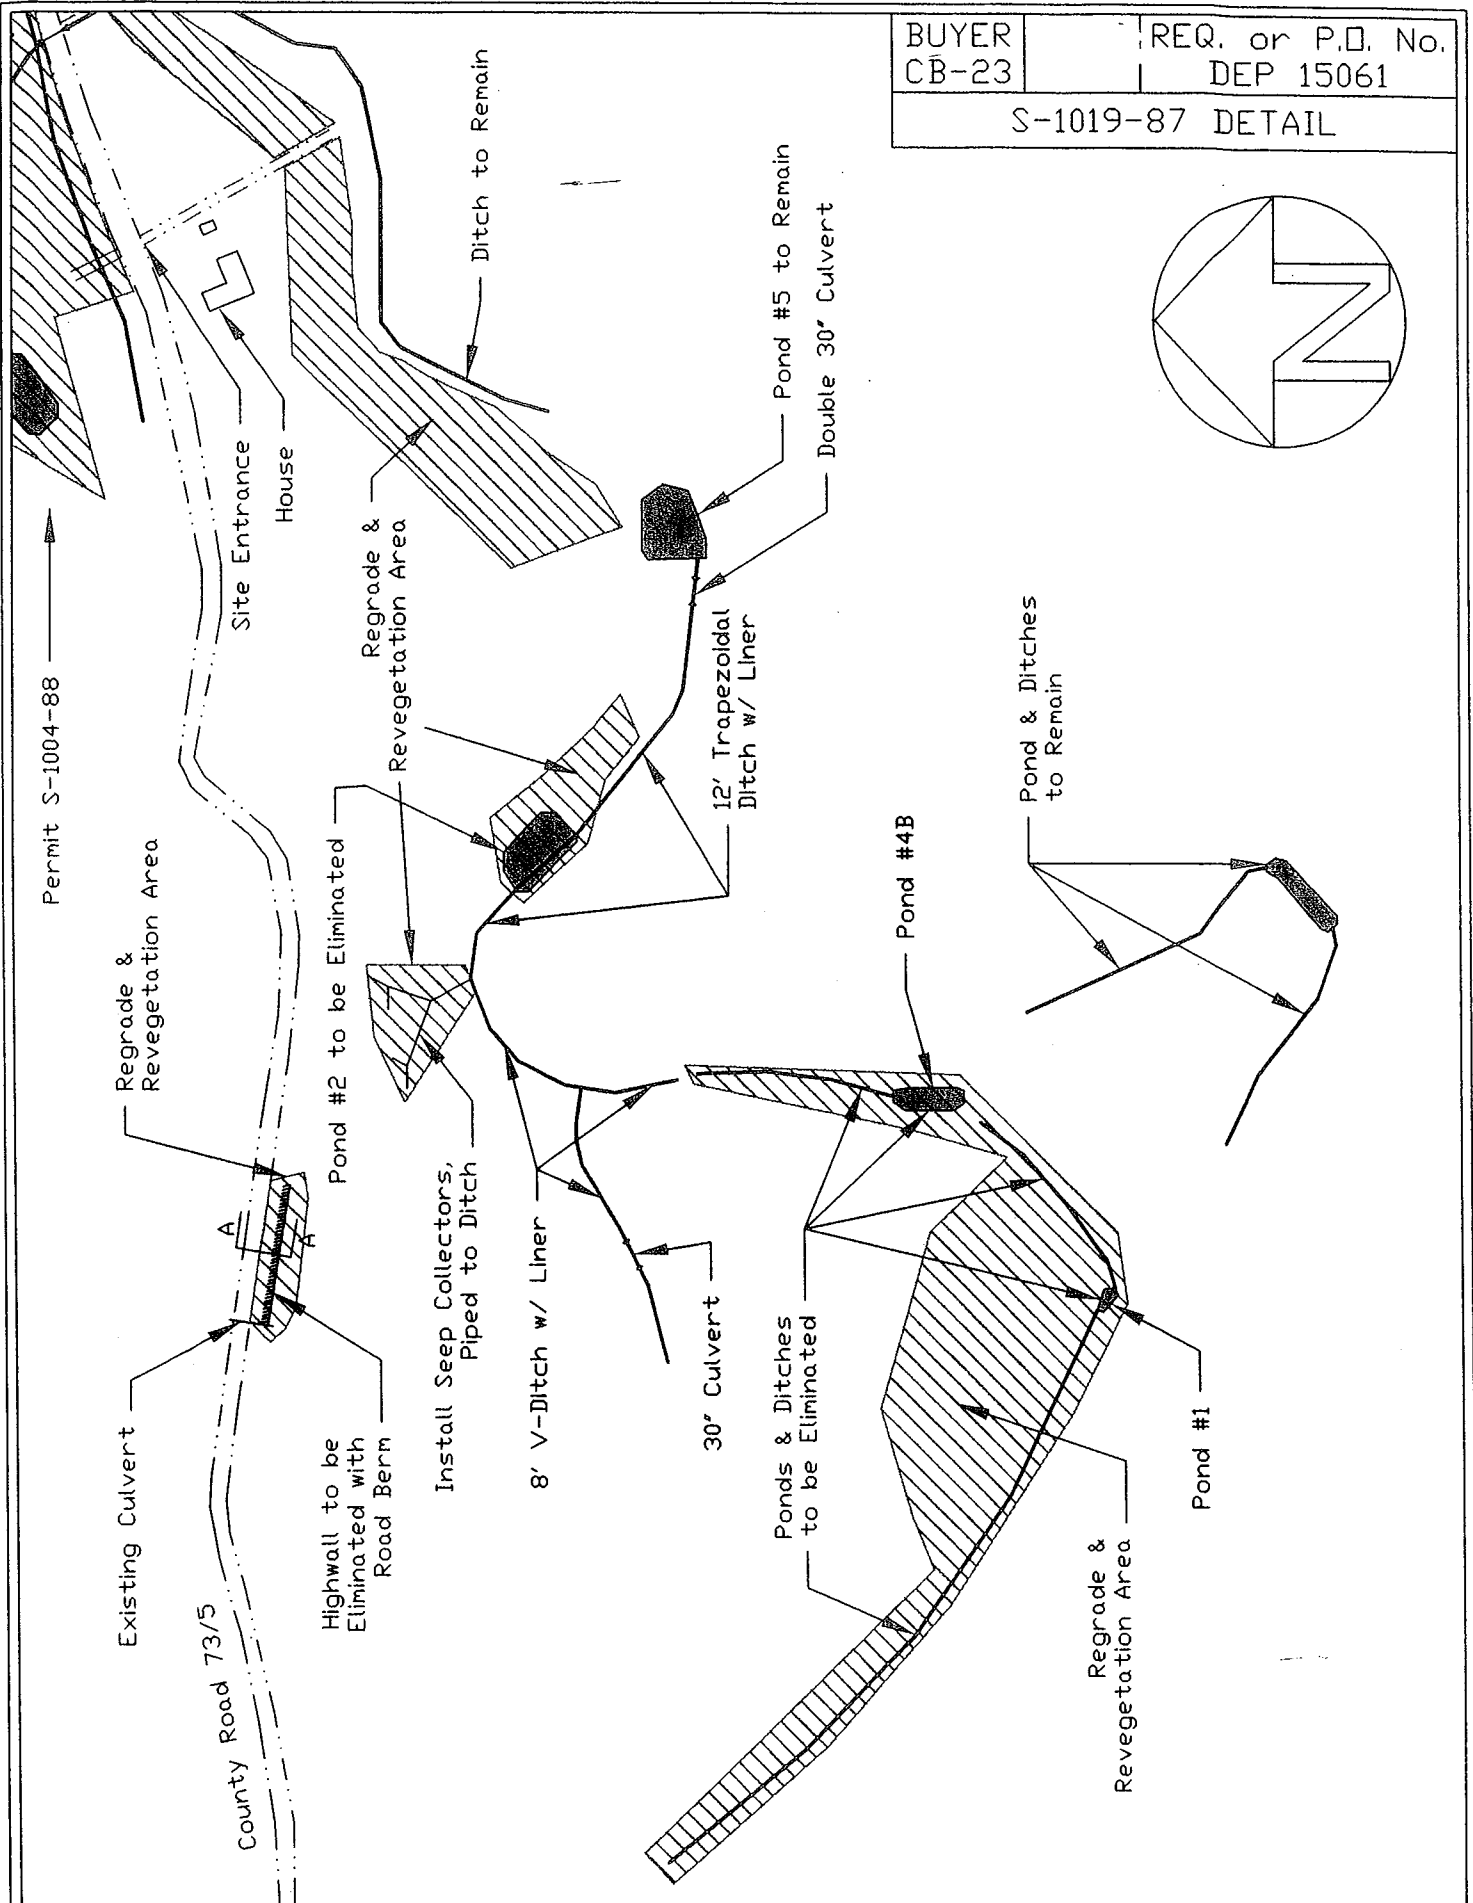 BUYER
CB-23
REQ. or P.O. No.
DEP 15061
S-1019-87 DETAIL
N
Ditch to Remain
Pond #5 to Remain
Double 30" Culvert
Site Entrance
House
Permit S-1004-88
Regrade &
Revegetation Area
12' Trapezoidal
Ditch w/ Liner
Pond & Ditches
to Remain
Pond #4B
Regrade &
Revegetation Area
Pond #2 to be Eliminated
A
A
Install Seep Collectors,
Piped to Ditch
8' V-Ditch w/ Liner
30" Culvert
Ponds & Ditches
to be Eliminated
Pond #1
Existing Culvert
Highwall to be
Eliminated with
Road Berm
County Road 73/5
Regrade &
Revegetation Area